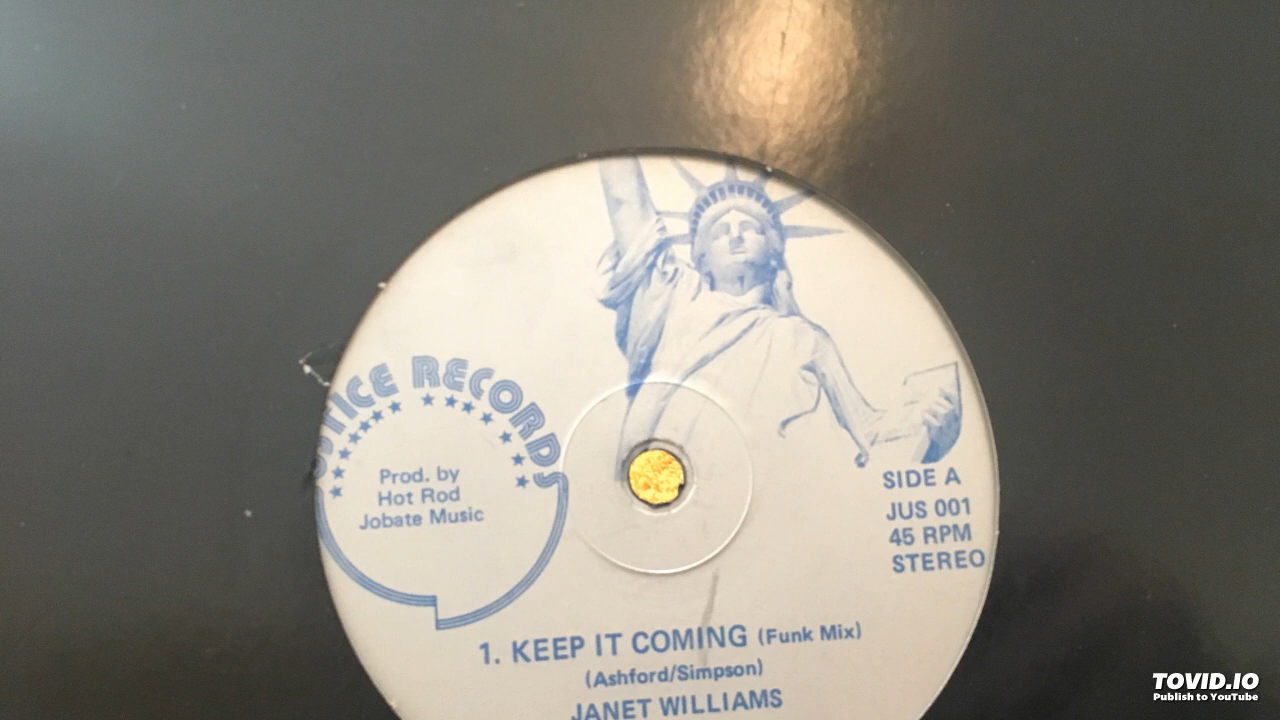 JUSTICE RECORDS
Prod. by
Hot Rod
Jobate Music
SIDE A
JUS 001
45 RPM
STEREO
1. KEEP IT COMING (Funk Mix)
(Ashford/Simpson)
JANET WILLIAMS
TOVID.IO
Publish to YouTube